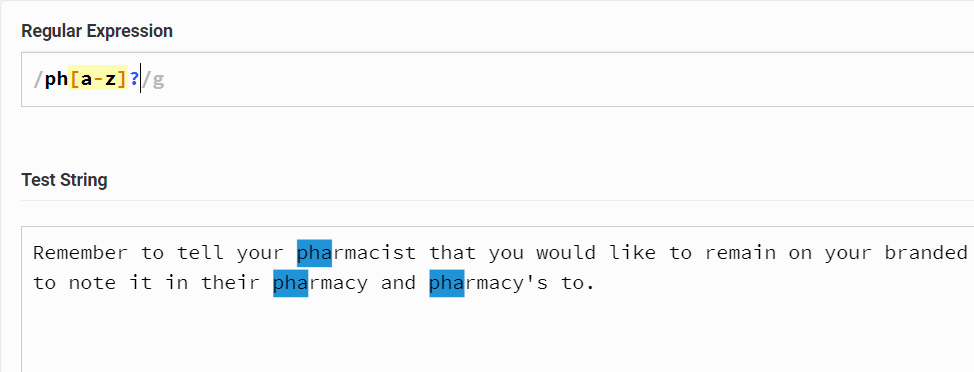 Regular Expression
/ph[a-z]?/g
Test String
Remember to tell your pharmacist that you would like to remain on your branded
to note it in their pharmacy and pharmacy's to.